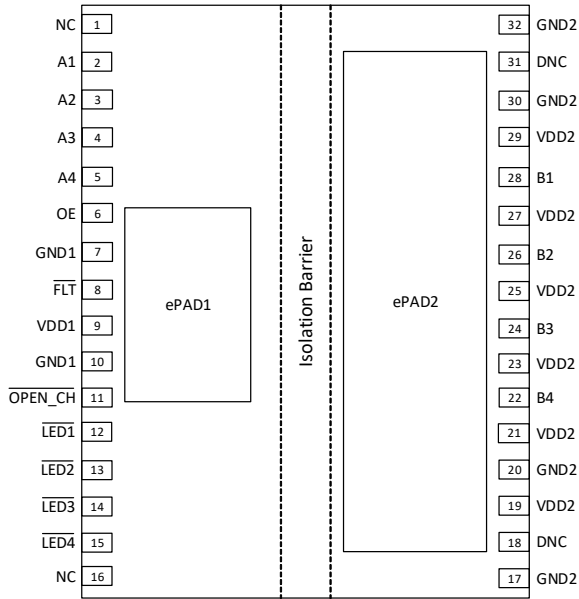 NC 1
A1 2
A2 3
A3 4
A4 5
OE 6
GND1 7
FLT 8
VDD1 9
GND1 10
OPEN_CH 11
LED1 12
LED2 13
LED3 14
LED4 15
NC 16
ePAD1
Isolation Barrier
ePAD2
32 GND2
31 DNC
30 GND2
29 VDD2
28 B1
27 VDD2
26 B2
25 VDD2
24 B3
23 VDD2
22 B4
21 VDD2
20 GND2
19 VDD2
18 DNC
17 GND2